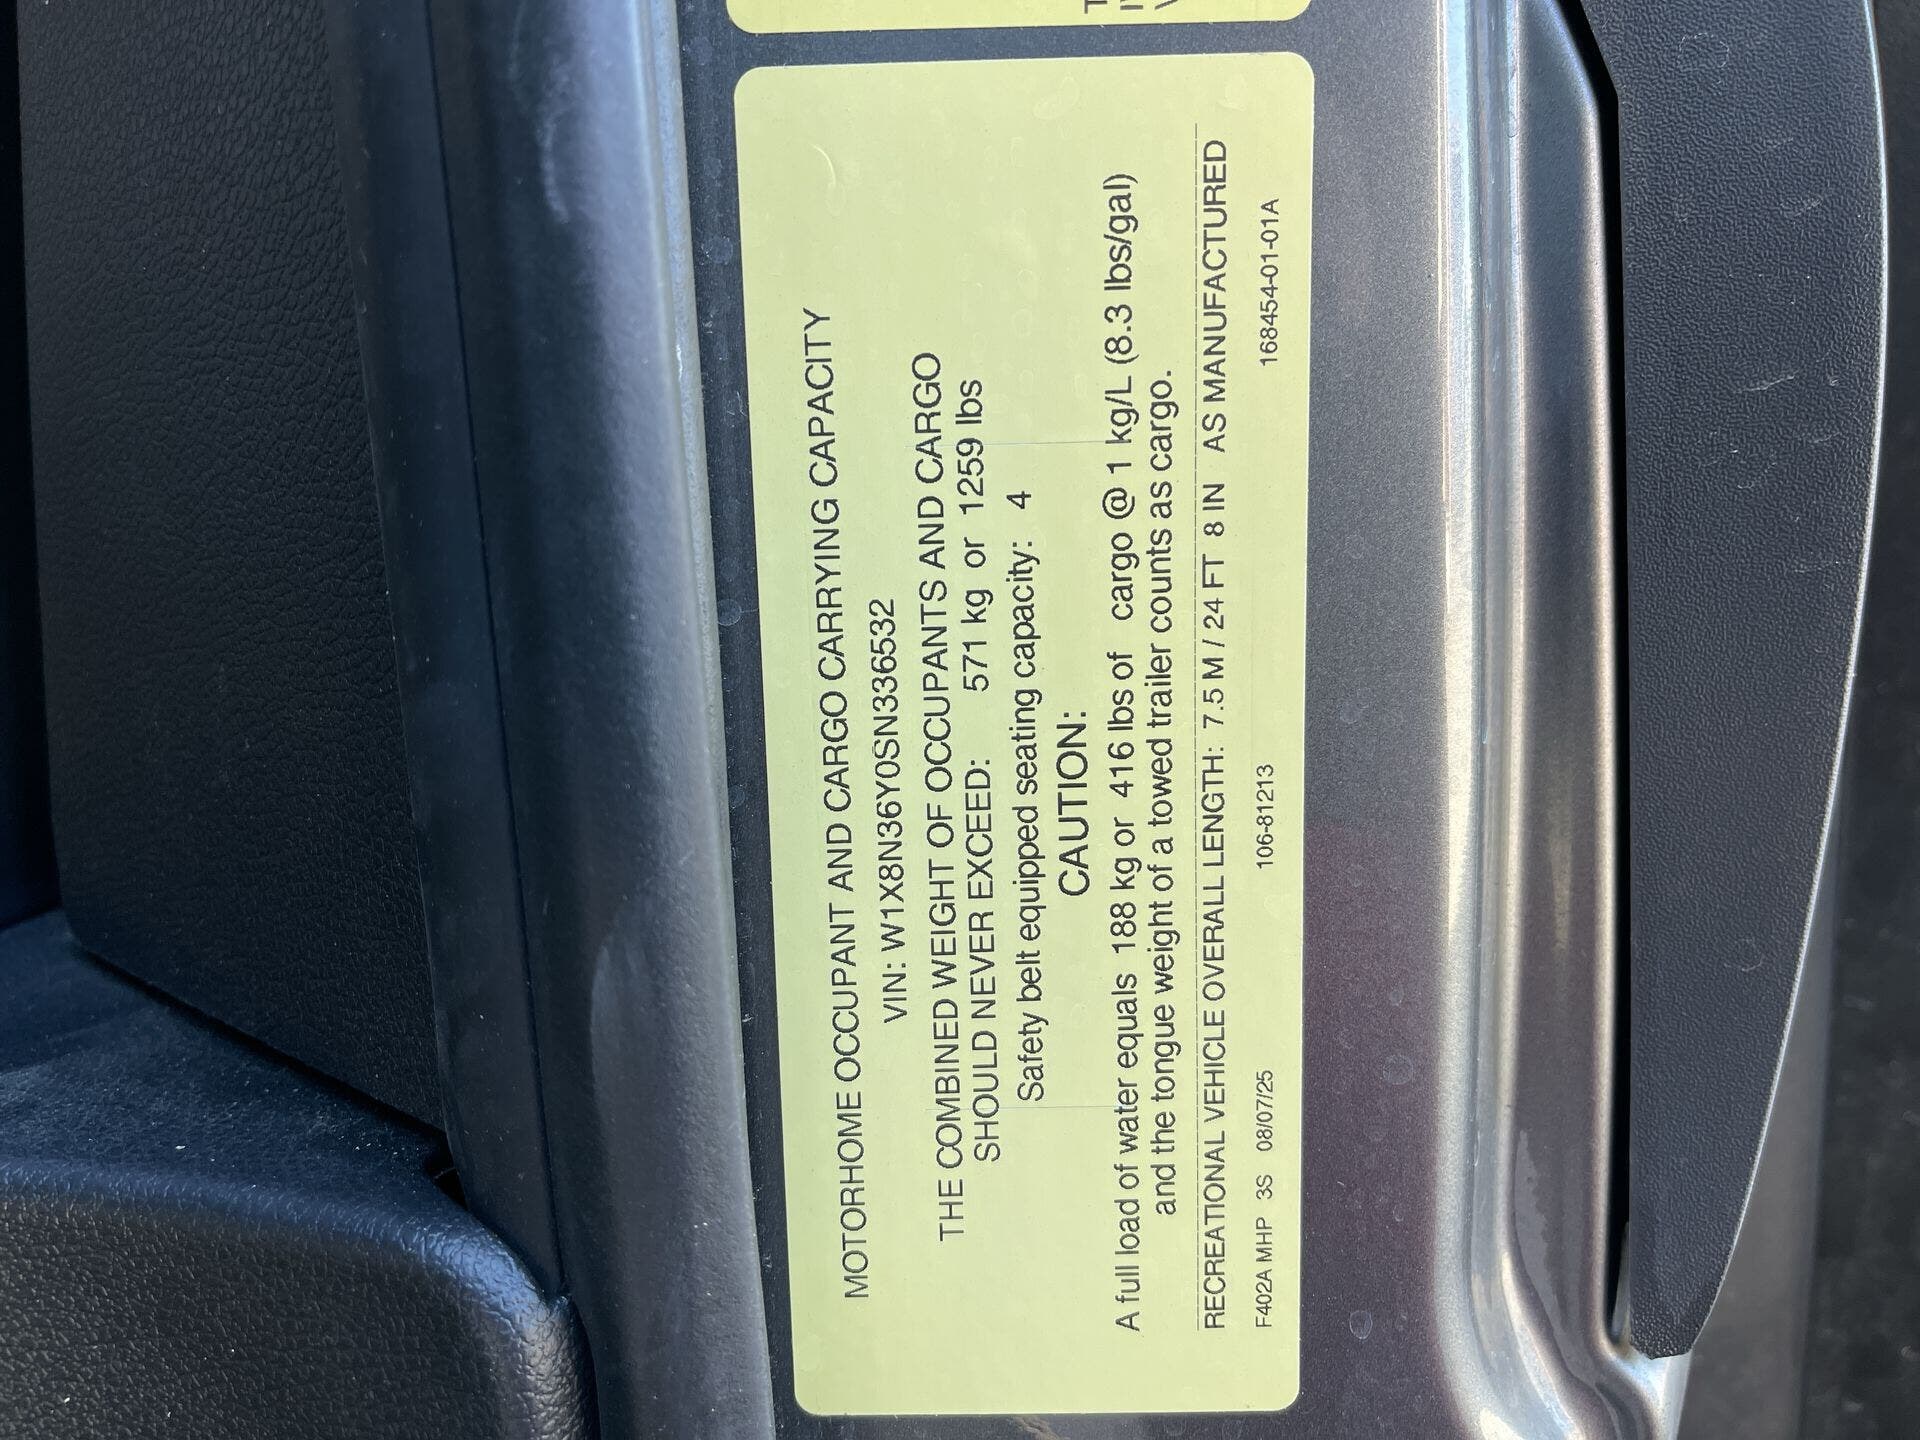 MOTORHOME OCCUPANT AND CARGO CARRYING CAPACITY
VIN: W1X8N36Y0SN336532
THE COMBINED WEIGHT OF OCCUPANTS AND CARGO
SHOULD NEVER EXCEED: 571 kg or 1259 lbs
Safety belt equipped seating capacity: 4
CAUTION:
A full load of water equals 188 kg or 416 lbs of cargo @ 1 kg/L (8.3 lbs/gal)
and the tongue weight of a towed trailer counts as cargo.
RECREATIONAL VEHICLE OVERALL LENGTH: 7.5 M / 24 FT 8 IN AS MANUFACTURED
F402A MHP 3S 08/07/25 106-81213 168454-01-01A